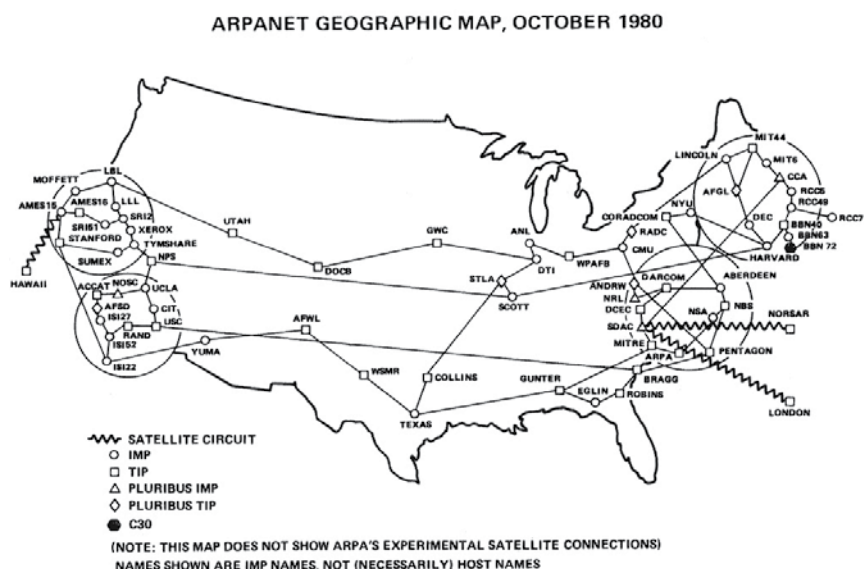 ARPANET GEOGRAPHIC MAP, OCTOBER 1980
MIT44
LINCOLN
MIT6
CCA
LBL
MOFFETT
AMES15
AMES16
LLL
SRI2
SRI51
XEROX
STANFORD
TYMSHARE
SUMEX
NPS
HAWAII
UTAH
GWC
DOCB
ANL
DTI
WPAFB
CORADCOM
NYU
RADC
CMU
AFGL
DEC
RCC5
RCC49
RCC7
BBN40
BBN63
BBN 72
HARVARD
STLA
SCOTT
ANDRW
DARCOM
ABERDEEN
NRL
DCEC
NSA
NBS
SDAC
NORSAR
MITRE
ARPA
PENTAGON
ACCAT
NOSC
UCLA
AFSD
ISI27
CIT
RAND
USC
ISI52
ISI22
YUMA
AFWL
WSMR
COLLINS
GUNTER
EGLIN
BRAGG
ROBINS
TEXAS
LONDON
SATELLITE CIRCUIT
IMP
TIP
PLURIBUS IMP
PLURIBUS TIP
C30
(NOTE: THIS MAP DOES NOT SHOW ARPA'S EXPERIMENTAL SATELLITE CONNECTIONS)
NAMES SHOWN ARE IMP NAMES, NOT (NECESSARILY) HOST NAMES